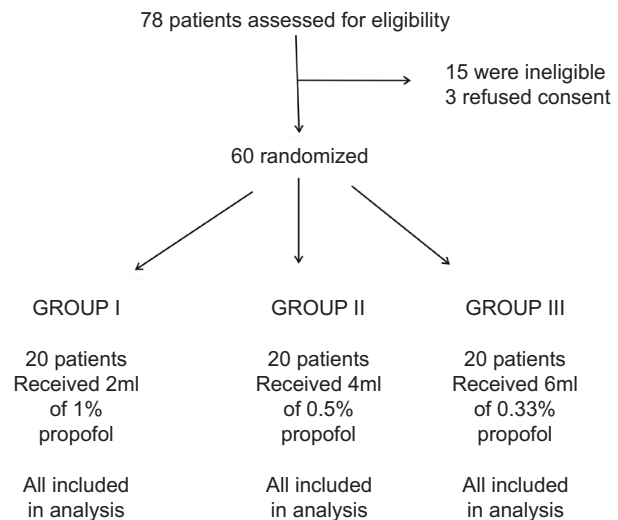 78 patients assessed for eligibility
15 were ineligible
3 refused consent
60 randomized
GROUP I
20 patients
Received 2ml
of 1%
propofol
All included
in analysis
GROUP II
20 patients
Received 4ml
of 0.5%
propofol
All included
in analysis
GROUP III
20 patients
Received 6ml
of 0.33%
propofol
All included
in analysis